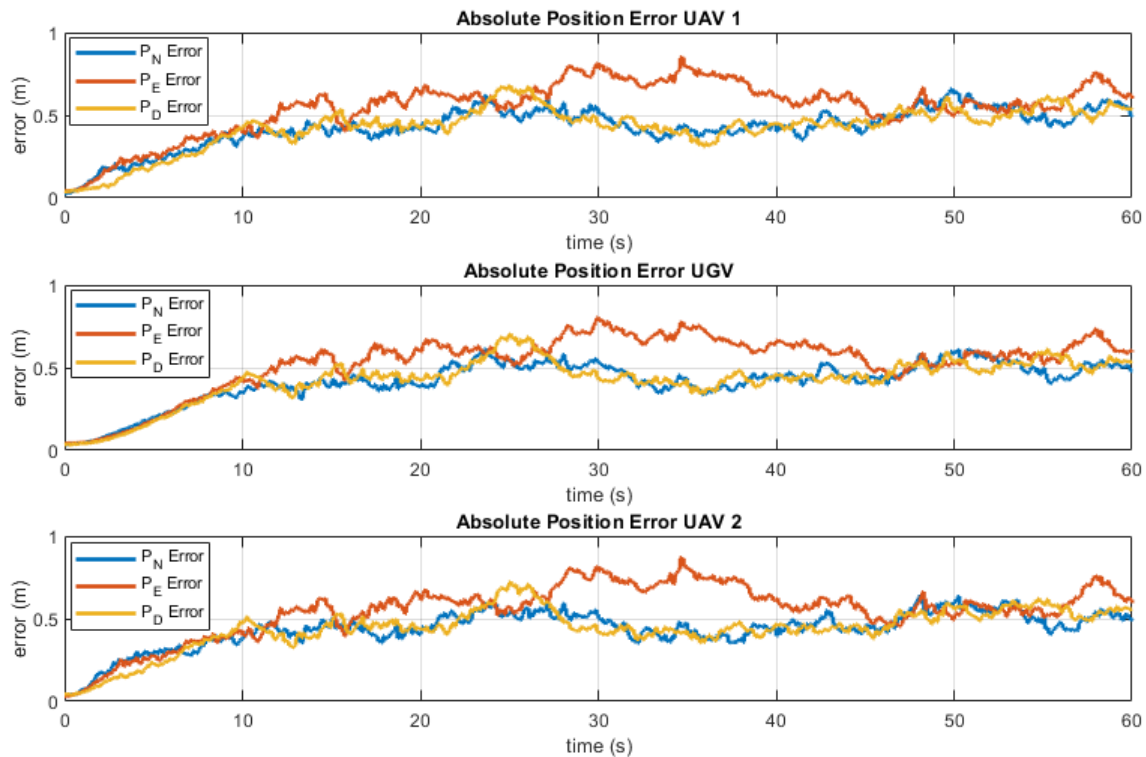 Absolute Position Error UAV 1
1
P_N Error
P_E Error
P_D Error
error (m)
0.5
0
0 10 20 30 40 50 60
time (s)
Absolute Position Error UGV
1
P_N Error
P_E Error
P_D Error
error (m)
0.5
0
0 10 20 30 40 50 60
time (s)
Absolute Position Error UAV 2
1
P_N Error
P_E Error
P_D Error
error (m)
0.5
0
0 10 20 30 40 50 60
time (s)